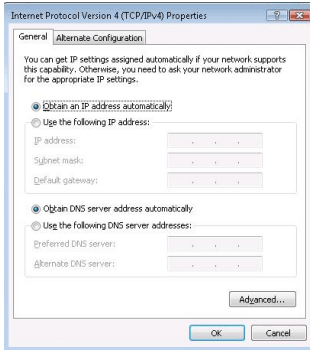 Internet Protocol Version 4 (TCP/IPv4) Properties
General
Alternate Configuration
You can get IP settings assigned automatically if your network supports
this capability. Otherwise, you need to ask your network administrator
for the appropriate IP settings.
Obtain an IP address automatically
Use the following IP address:
IP address:
Subnet mask:
Default gateway:
Obtain DNS server address automatically
Use the following DNS server addresses:
Preferred DNS server:
Alternate DNS server:
Advanced...
OK
Cancel